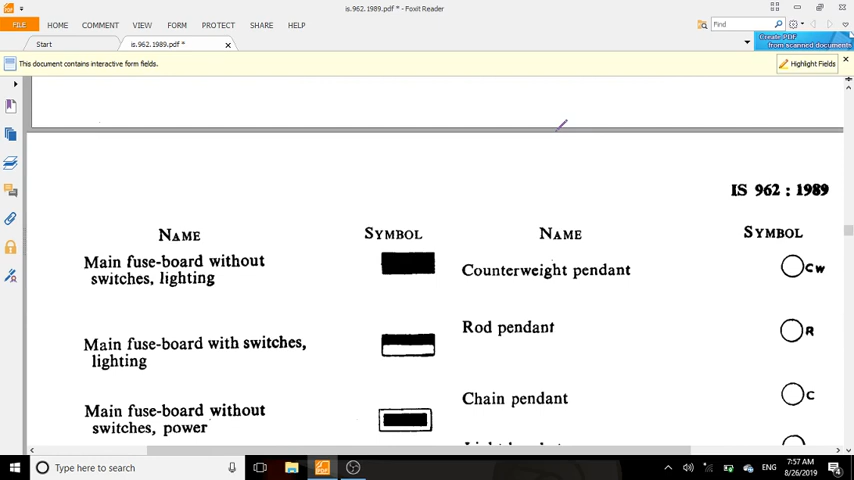 is.962.1989.pdf * - Foxit Reader
FILE HOME COMMENT VIEW FORM PROTECT SHARE HELP
Find
Start is.962.1989.pdf *
Create PDF
from scanned documents
This document contains interactive form fields.
Highlight Fields
IS 962 : 1989
NAME SYMBOL NAME SYMBOL
Main fuse-board without
switches, lighting
Counterweight pendant CW
Rod pendant R
Main fuse-board with switches,
lighting
Chain pendant C
Main fuse-board without
switches, power
Type here to search
ENG
7:57 AM
8/26/2019
4